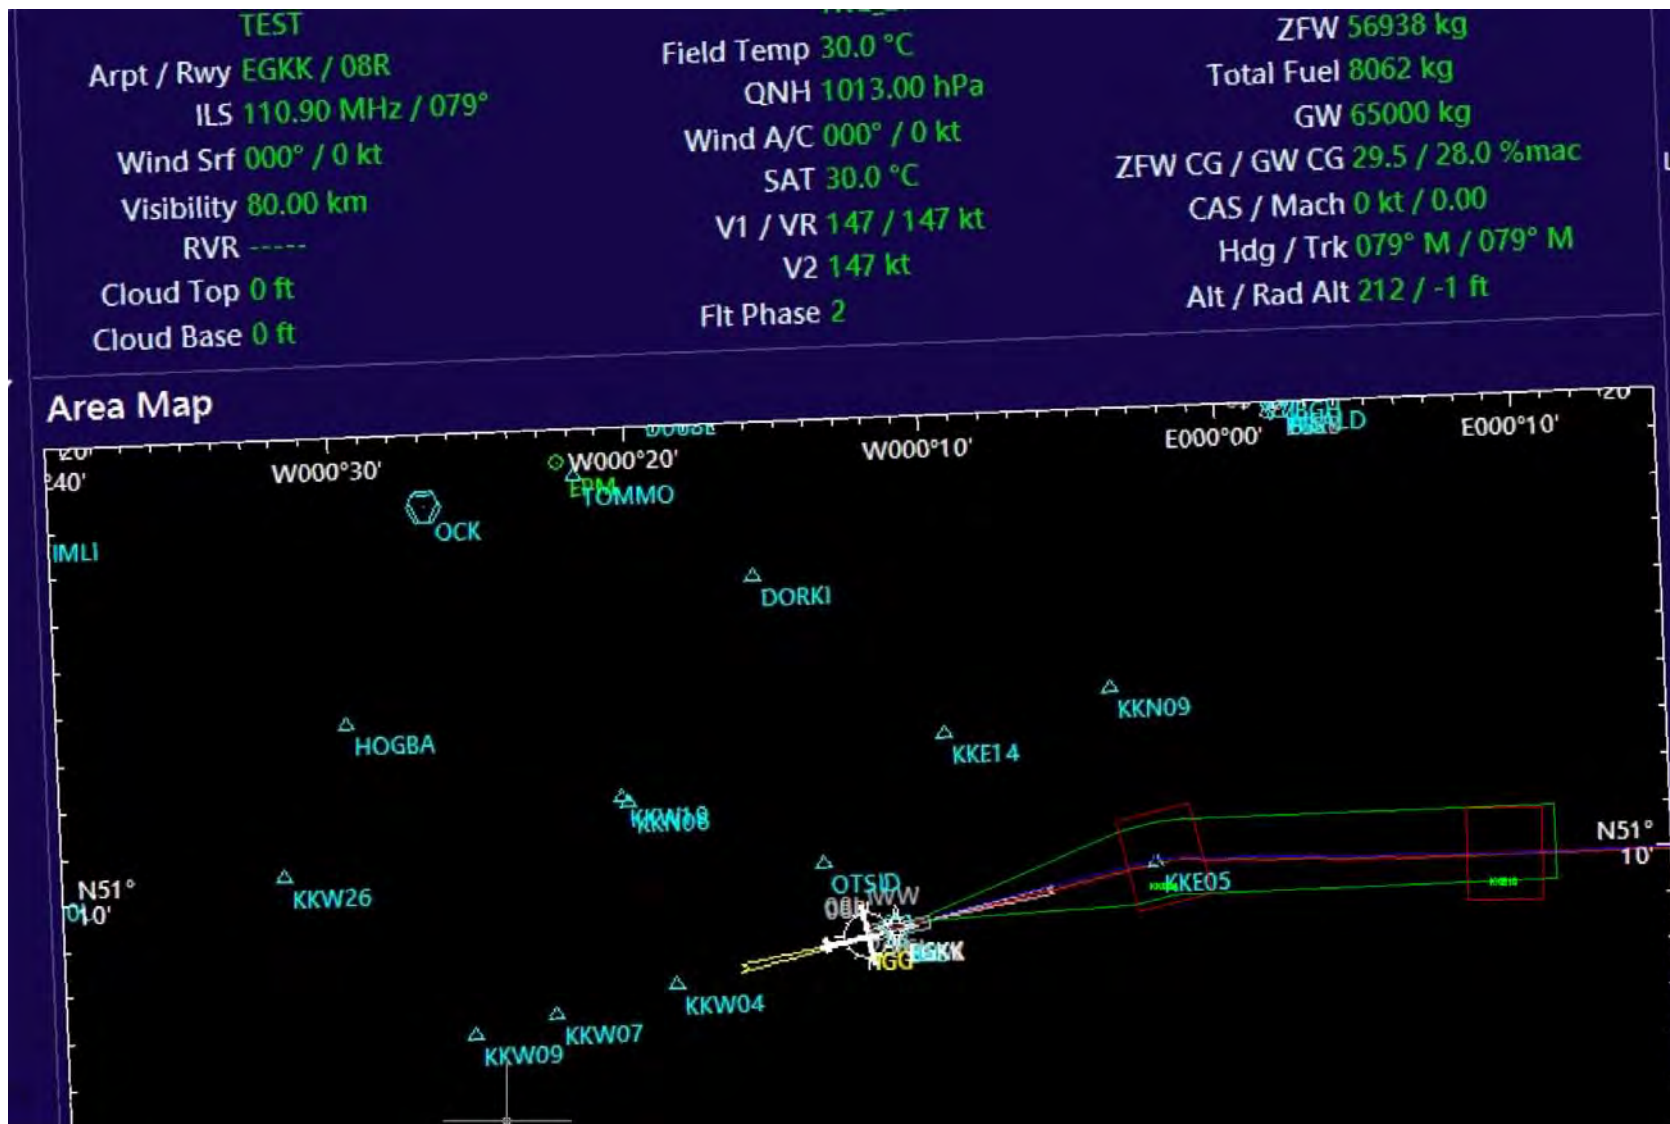 TEST
Arpt / Rwy EGKK / 08R
ILS 110.90 MHz / 079°
Wind Srf 000° / 0 kt
Visibility 80.00 km
RVR -----
Cloud Top 0 ft
Cloud Base 0 ft
Field Temp 30.0 °C
QNH 1013.00 hPa
Wind A/C 000° / 0 kt
SAT 30.0 °C
V1 / VR 147 / 147 kt
V2 147 kt
Flt Phase 2
ZFW 56938 kg
Total Fuel 8062 kg
GW 65000 kg
ZFW CG / GW CG 29.5 / 28.0 %mac
CAS / Mach 0 kt / 0.00
Hdg / Trk 079° M / 079° M
Alt / Rad Alt 212 / -1 ft
Area Map
W000°30'
W000°20'
W000°10'
E000°00'
E000°10'
EPM
TOMMO
OCK
IMLI
DORKI
KKN09
HOGBA
KKE14
KKW26
OTSID
KKE05
N51°
10'
N51°
10'
EGKK
KKW04
KKW07
KKW09